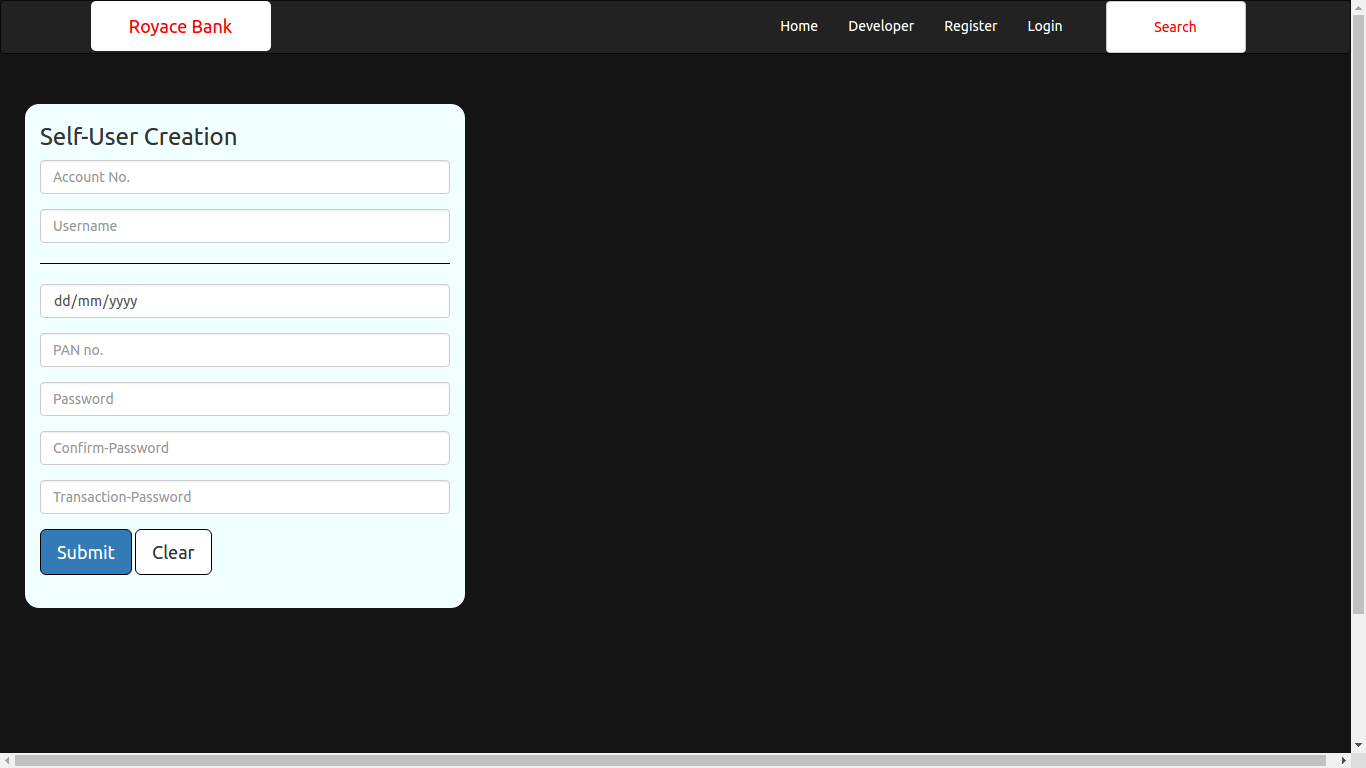 Royace Bank
Home Developer Register Login Search
Self-User Creation
Account No.
Username
dd/mm/yyyy
PAN no.
Password
Confirm-Password
Transaction-Password
Submit Clear